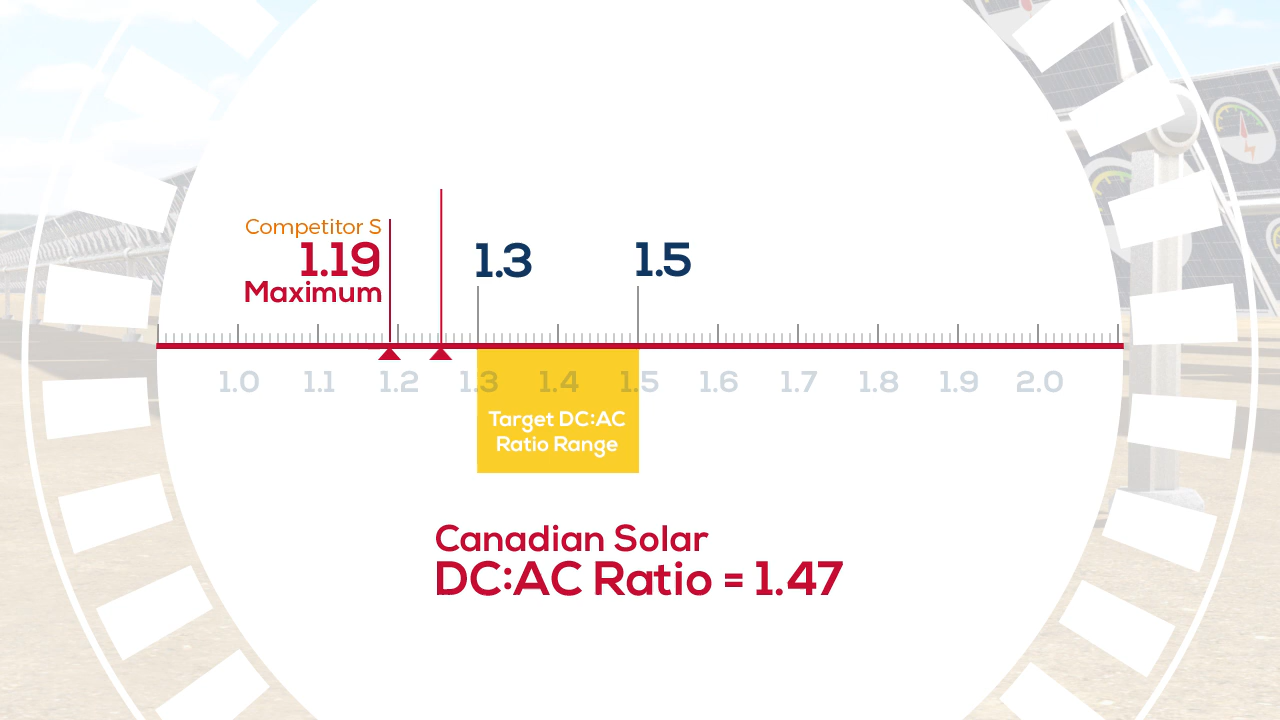 Competitor S
1.19
Maximum
1.3
1.5
1.0 1.1 1.2 1.3 1.4 1.5 1.6 1.7 1.8 1.9 2.0
Target DC:AC
Ratio Range
Canadian Solar
DC:AC Ratio = 1.47